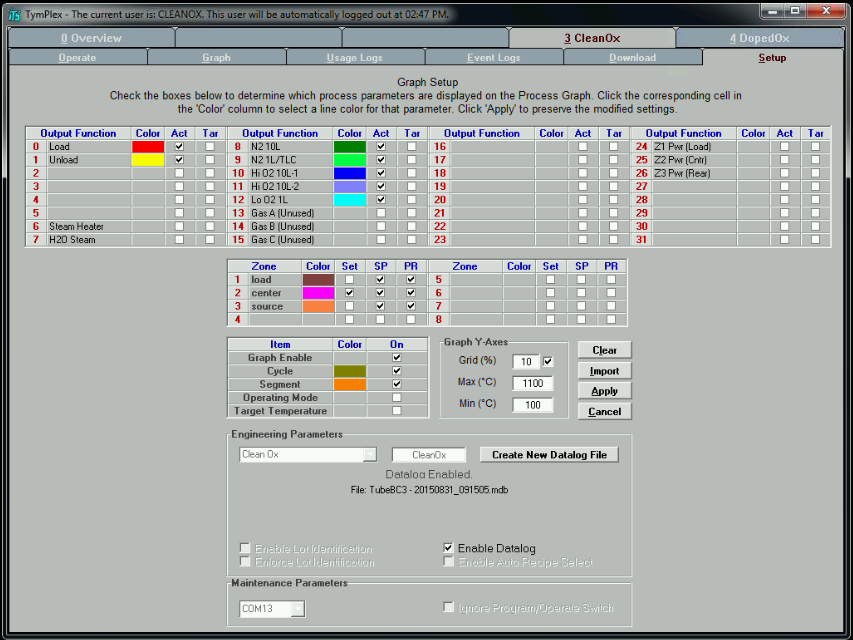 TymPlex - The current user is: CLEANOX. This user will be automatically logged out at 02:47 PM.
0 Overview 3 CleanOx 4 DopedOx
Operate Graph Usage Logs Event Logs Download Setup
Graph Setup
Check the boxes below to determine which process parameters are displayed on the Process Graph. Click the corresponding cell in
the 'Color' column to select a line color for that parameter. Click 'Apply' to preserve the modified settings.
Output Function Color Act Tar Output Function Color Act Tar Output Function Color Act Tar Output Function Color Act Tar
0 Load 8 N2 10L 16 24 Z1 Pwr (Load)
1 Unload 9 N2 1L/TLC 17 25 Z2 Pwr (Cntr)
2 10 Hi O2 10L-1 18 26 Z3 Pwr (Rear)
3 11 Hi O2 10L-2 19 27
4 12 Lo O2 1L 20 28
5 13 Gas A (Unused) 21 29
6 Steam Heater 14 Gas B (Unused) 22 30
7 H2O Steam 15 Gas C (Unused) 23 31
Zone Color Set SP PR Zone Color Set SP PR
1 load 5
2 center 6
3 source 7
4 8
Item Color On
Graph Enable
Cycle
Segment
Operating Mode
Target Temperature
Graph Y-Axes
Grid (%) 10
Max (°C) 1100
Min (°C) 100
Clear
Import
Apply
Cancel
Engineering Parameters
Clean Ox CleanOx Create New Datalog File
Datalog Enabled.
File: TubeBC3 - 20150831_091505.mdb
Enable Lot Identification Enable Datalog
Enforce Lot Identification Enable Auto Recipe Select
Maintenance Parameters
COM13 Ignore Program/Operate Switch